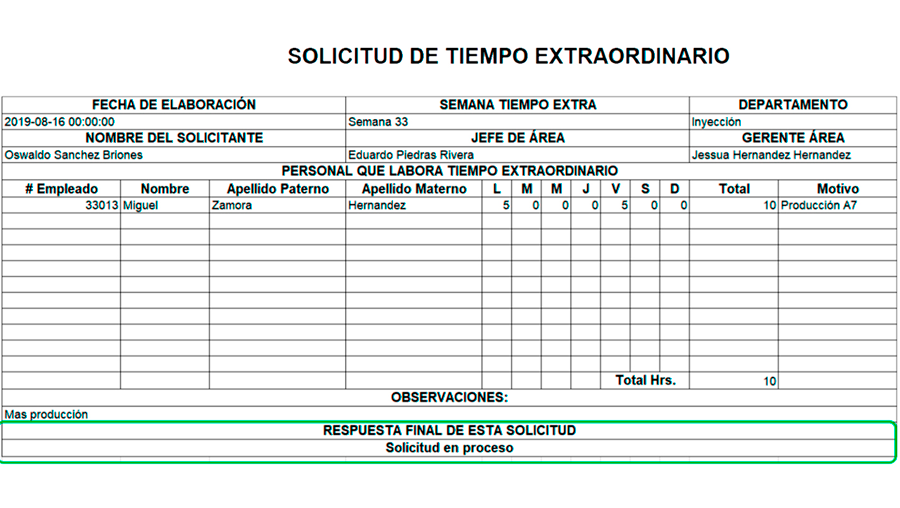 SOLICITUD DE TIEMPO EXTRAORDINARIO
FECHA DE ELABORACIÓN SEMANA TIEMPO EXTRA DEPARTAMENTO
2019-08-16 00:00:00 Semana 33 Inyección
NOMBRE DEL SOLICITANTE JEFE DE ÁREA GERENTE ÁREA
Oswaldo Sanchez Briones Eduardo Piedras Rivera Jessua Hernandez Hernandez
PERSONAL QUE LABORA TIEMPO EXTRAORDINARIO
# Empleado Nombre Apellido Paterno Apellido Materno L M M J V S D Total Motivo
33013 Miguel Zamora Hernandez 5 0 0 0 5 0 0 10 Producción A7
Total Hrs. 10
OBSERVACIONES:
Mas producción
RESPUESTA FINAL DE ESTA SOLICITUD
Solicitud en proceso